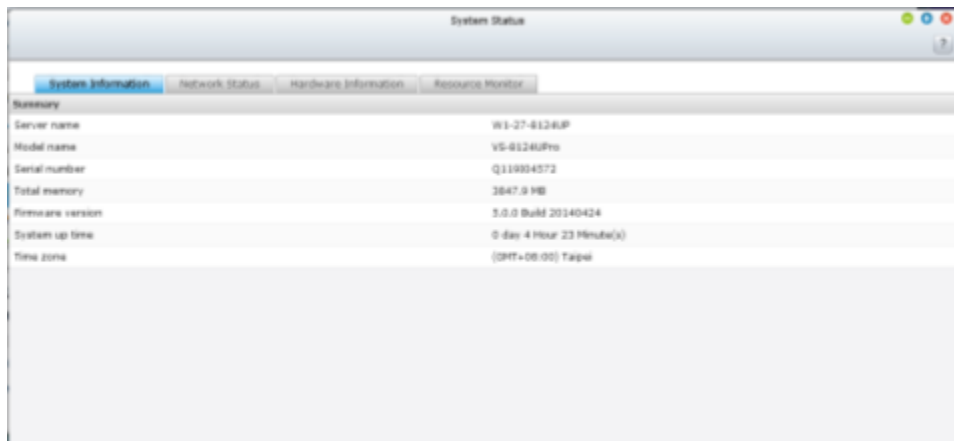 System Status
?
System Information Network Status Hardware Information Resource Monitor
Summary
Server name W1-27-8124UP
Model name VS-8124UPro
Serial number
Total memory 3847.9 MB
Firmware version 5.0.0 Build 20140424
System up time 0 day 4 Hour 23 Minute(s)
Time zone (GMT+08:00) Taipei